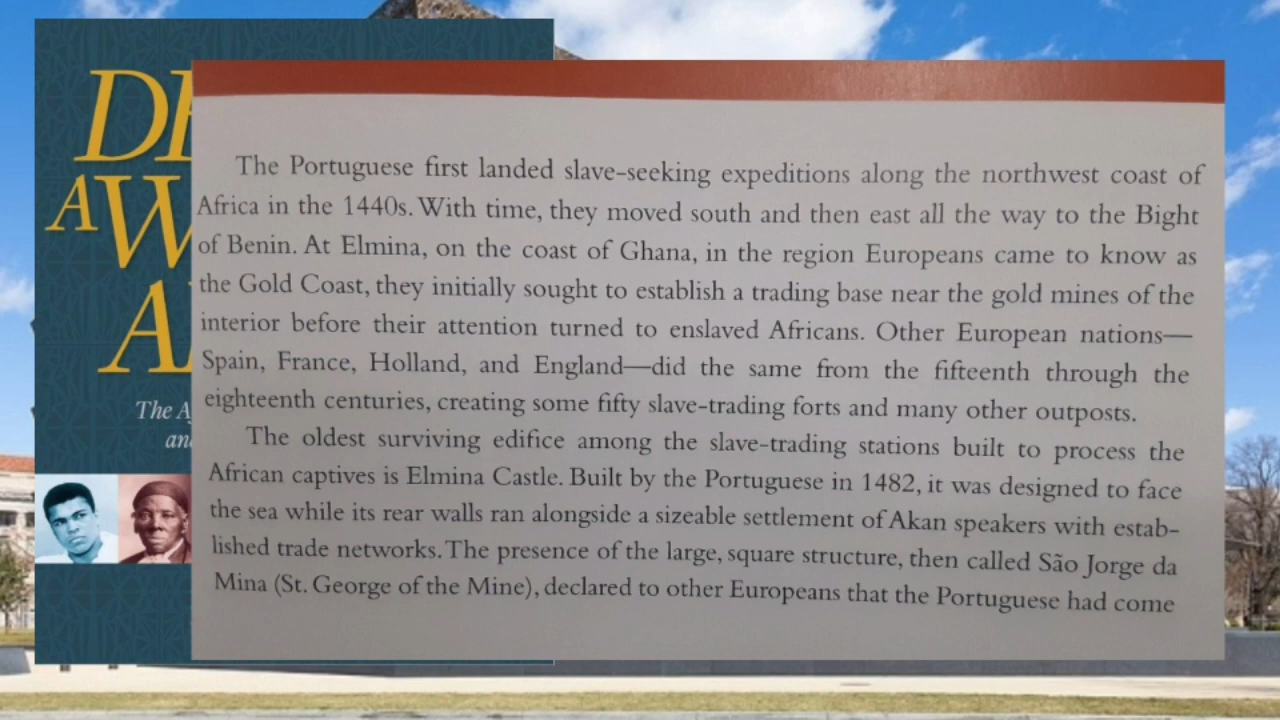 DR
A W
A
The A
an
The Portuguese first landed slave-seeking expeditions along the northwest coast of
Africa in the 1440s. With time, they moved south and then east all the way to the Bight
of Benin. At Elmina, on the coast of Ghana, in the region Europeans came to know as
the Gold Coast, they initially sought to establish a trading base near the gold mines of the
interior before their attention turned to enslaved Africans. Other European nations—
Spain, France, Holland, and England—did the same from the fifteenth through the
eighteenth centuries, creating some fifty slave-trading forts and many other outposts.
The oldest surviving edifice among the slave-trading stations built to process the
African captives is Elmina Castle. Built by the Portuguese in 1482, it was designed to face
the sea while its rear walls ran alongside a sizeable settlement of Akan speakers with estab-
lished trade networks. The presence of the large, square structure, then called São Jorge da
Mina (St. George of the Mine), declared to other Europeans that the Portuguese had come